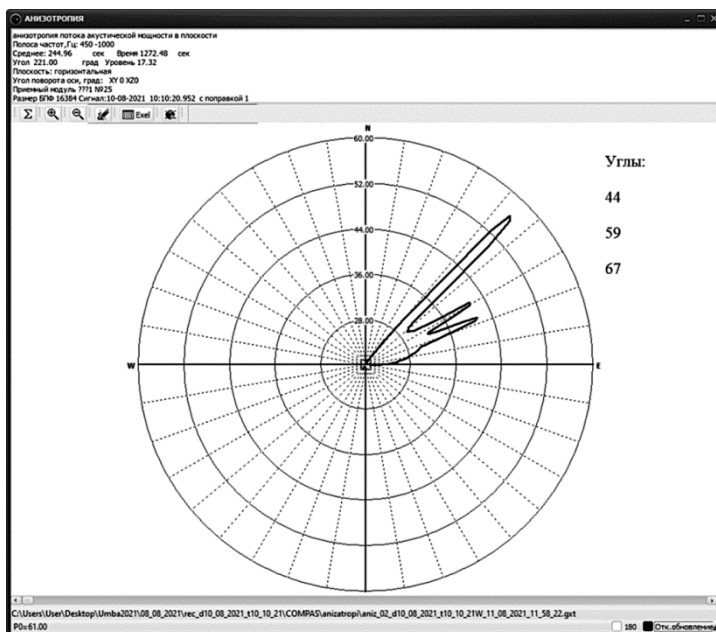 АНИЗОТРОПИЯ
анизотропия потока акустической мощности в плоскости
Полоса частот,Гц: 450 -1000
Среднее: 244.96 сек Время 1272.48 сек
Угол 221.00 град Уровень 17.32
Плоскость: горизонтальная
Угол поворота оси, град: XY 0 XZ0
Приемный модуль ???1 №25
Размер БПФ 16384 Сигнал:10-08-2021 10:10:20.952 с поправкой 1
Σ Exel
N
60.00
52.00
44.00
36.00
28.00
W
E
Углы:
44
59
67
C:\Users\User\Desktop\Umba2021\08_08_2021\rec_d10_08_2021_t10_10_21\COMPAS\anizatropi\aniz_02_d10_08_2021_t10_10_21W_11_08_2021_11_58_22.gxt
P0=61.00
180 Отк.обновление